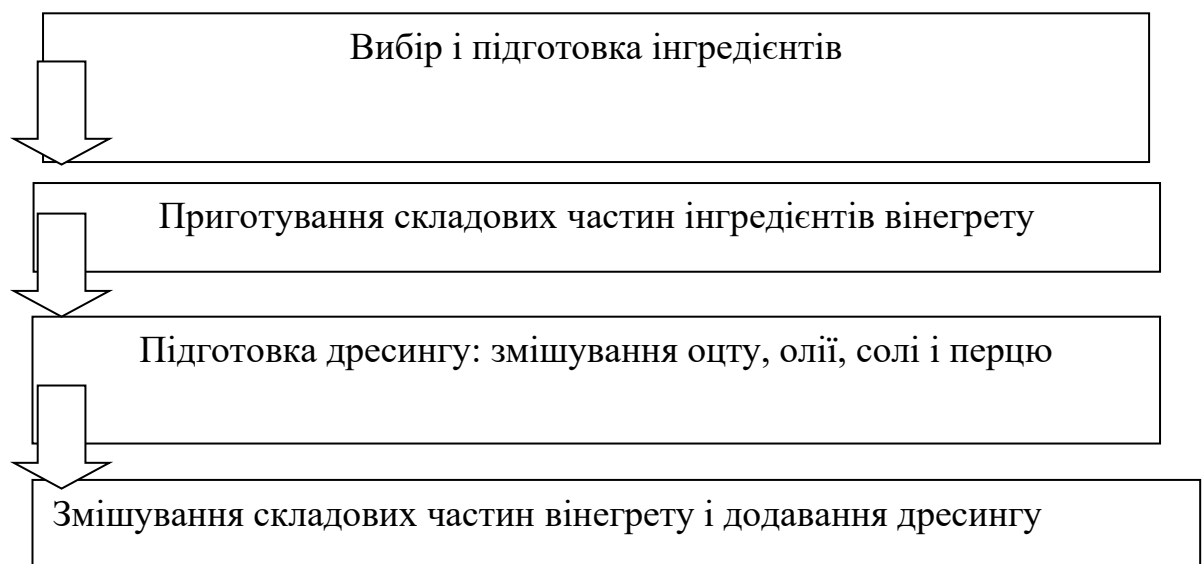 Вибір і підготовка інгредієнтів
Приготування складових частин інгредієнтів вінегрету
Підготовка дресингу: змішування оцту, олії, солі і перцю
Змішування складових частин вінегрету і додавання дресингу